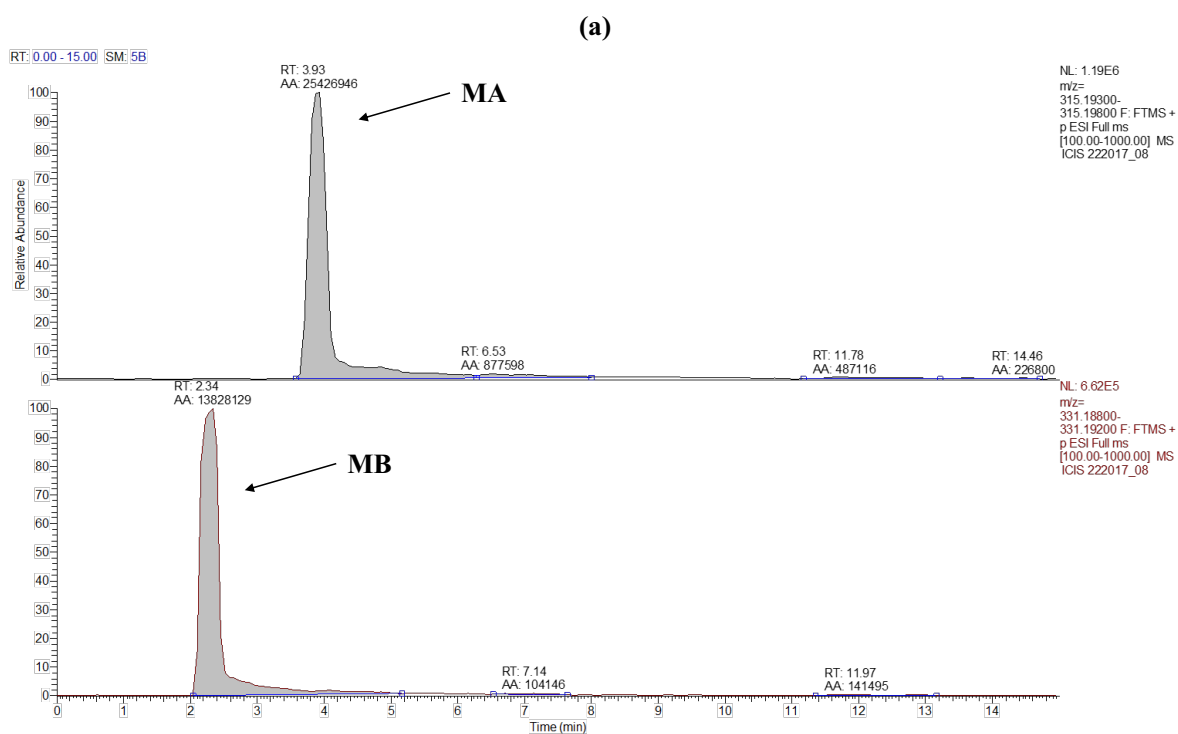 (a)
RT: 0.00 - 15.00 SM: 5B
RT: 3.93
AA: 25426946
MA
NL: 1.19E6
m/z=
315.19300-
315.19800 F: FTMS +
p ESI Full ms
[100.00-1000.00] MS
ICIS 222017_08
100
90
80
70
60
50
40
30
20
10
0
Relative Abundance
RT: 6.53
AA: 877598
RT: 11.78
AA: 487116
RT: 14.46
AA: 226800
RT: 2.34
AA: 13828129
MB
NL: 6.62E5
m/z=
331.18800-
331.19200 F: FTMS +
p ESI Full ms
[100.00-1000.00] MS
ICIS 222017_08
100
90
80
70
60
50
40
30
20
10
0
RT: 7.14
AA: 104146
RT: 11.97
AA: 141495
0 1 2 3 4 5 6 7 8 9 10 11 12 13 14
Time (min)